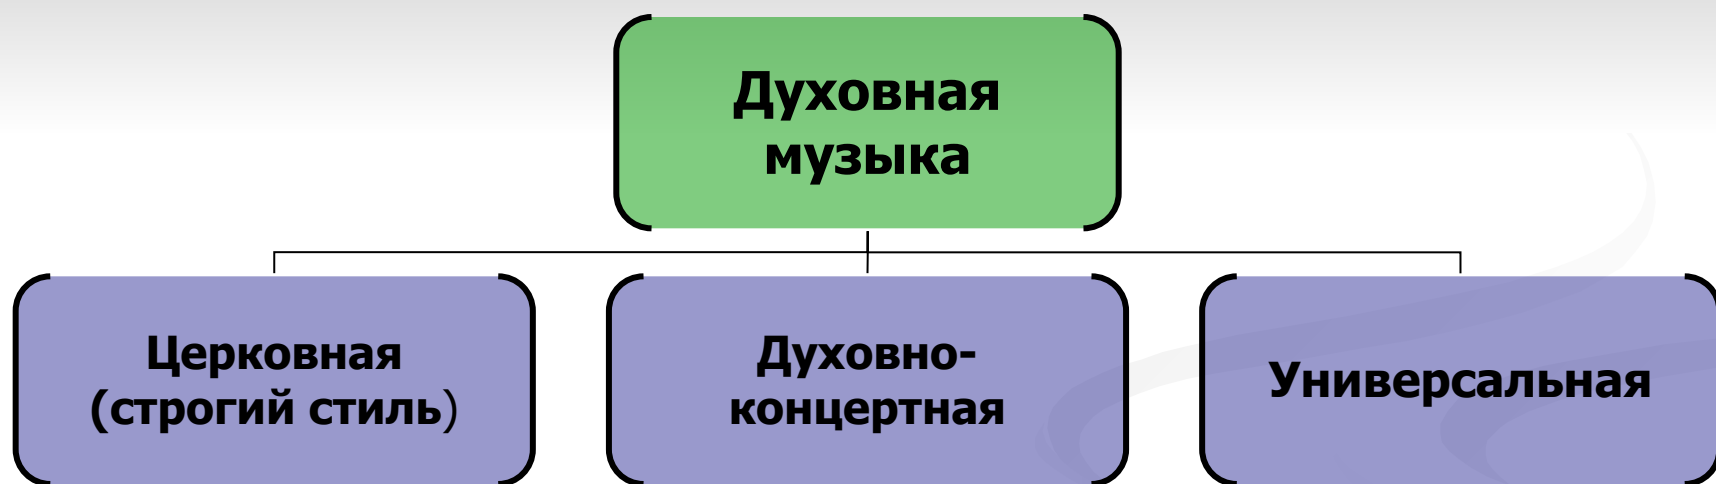 Духовная
музыка
Церковная
(строгий стиль)
Духовно-
концертная
Универсальная